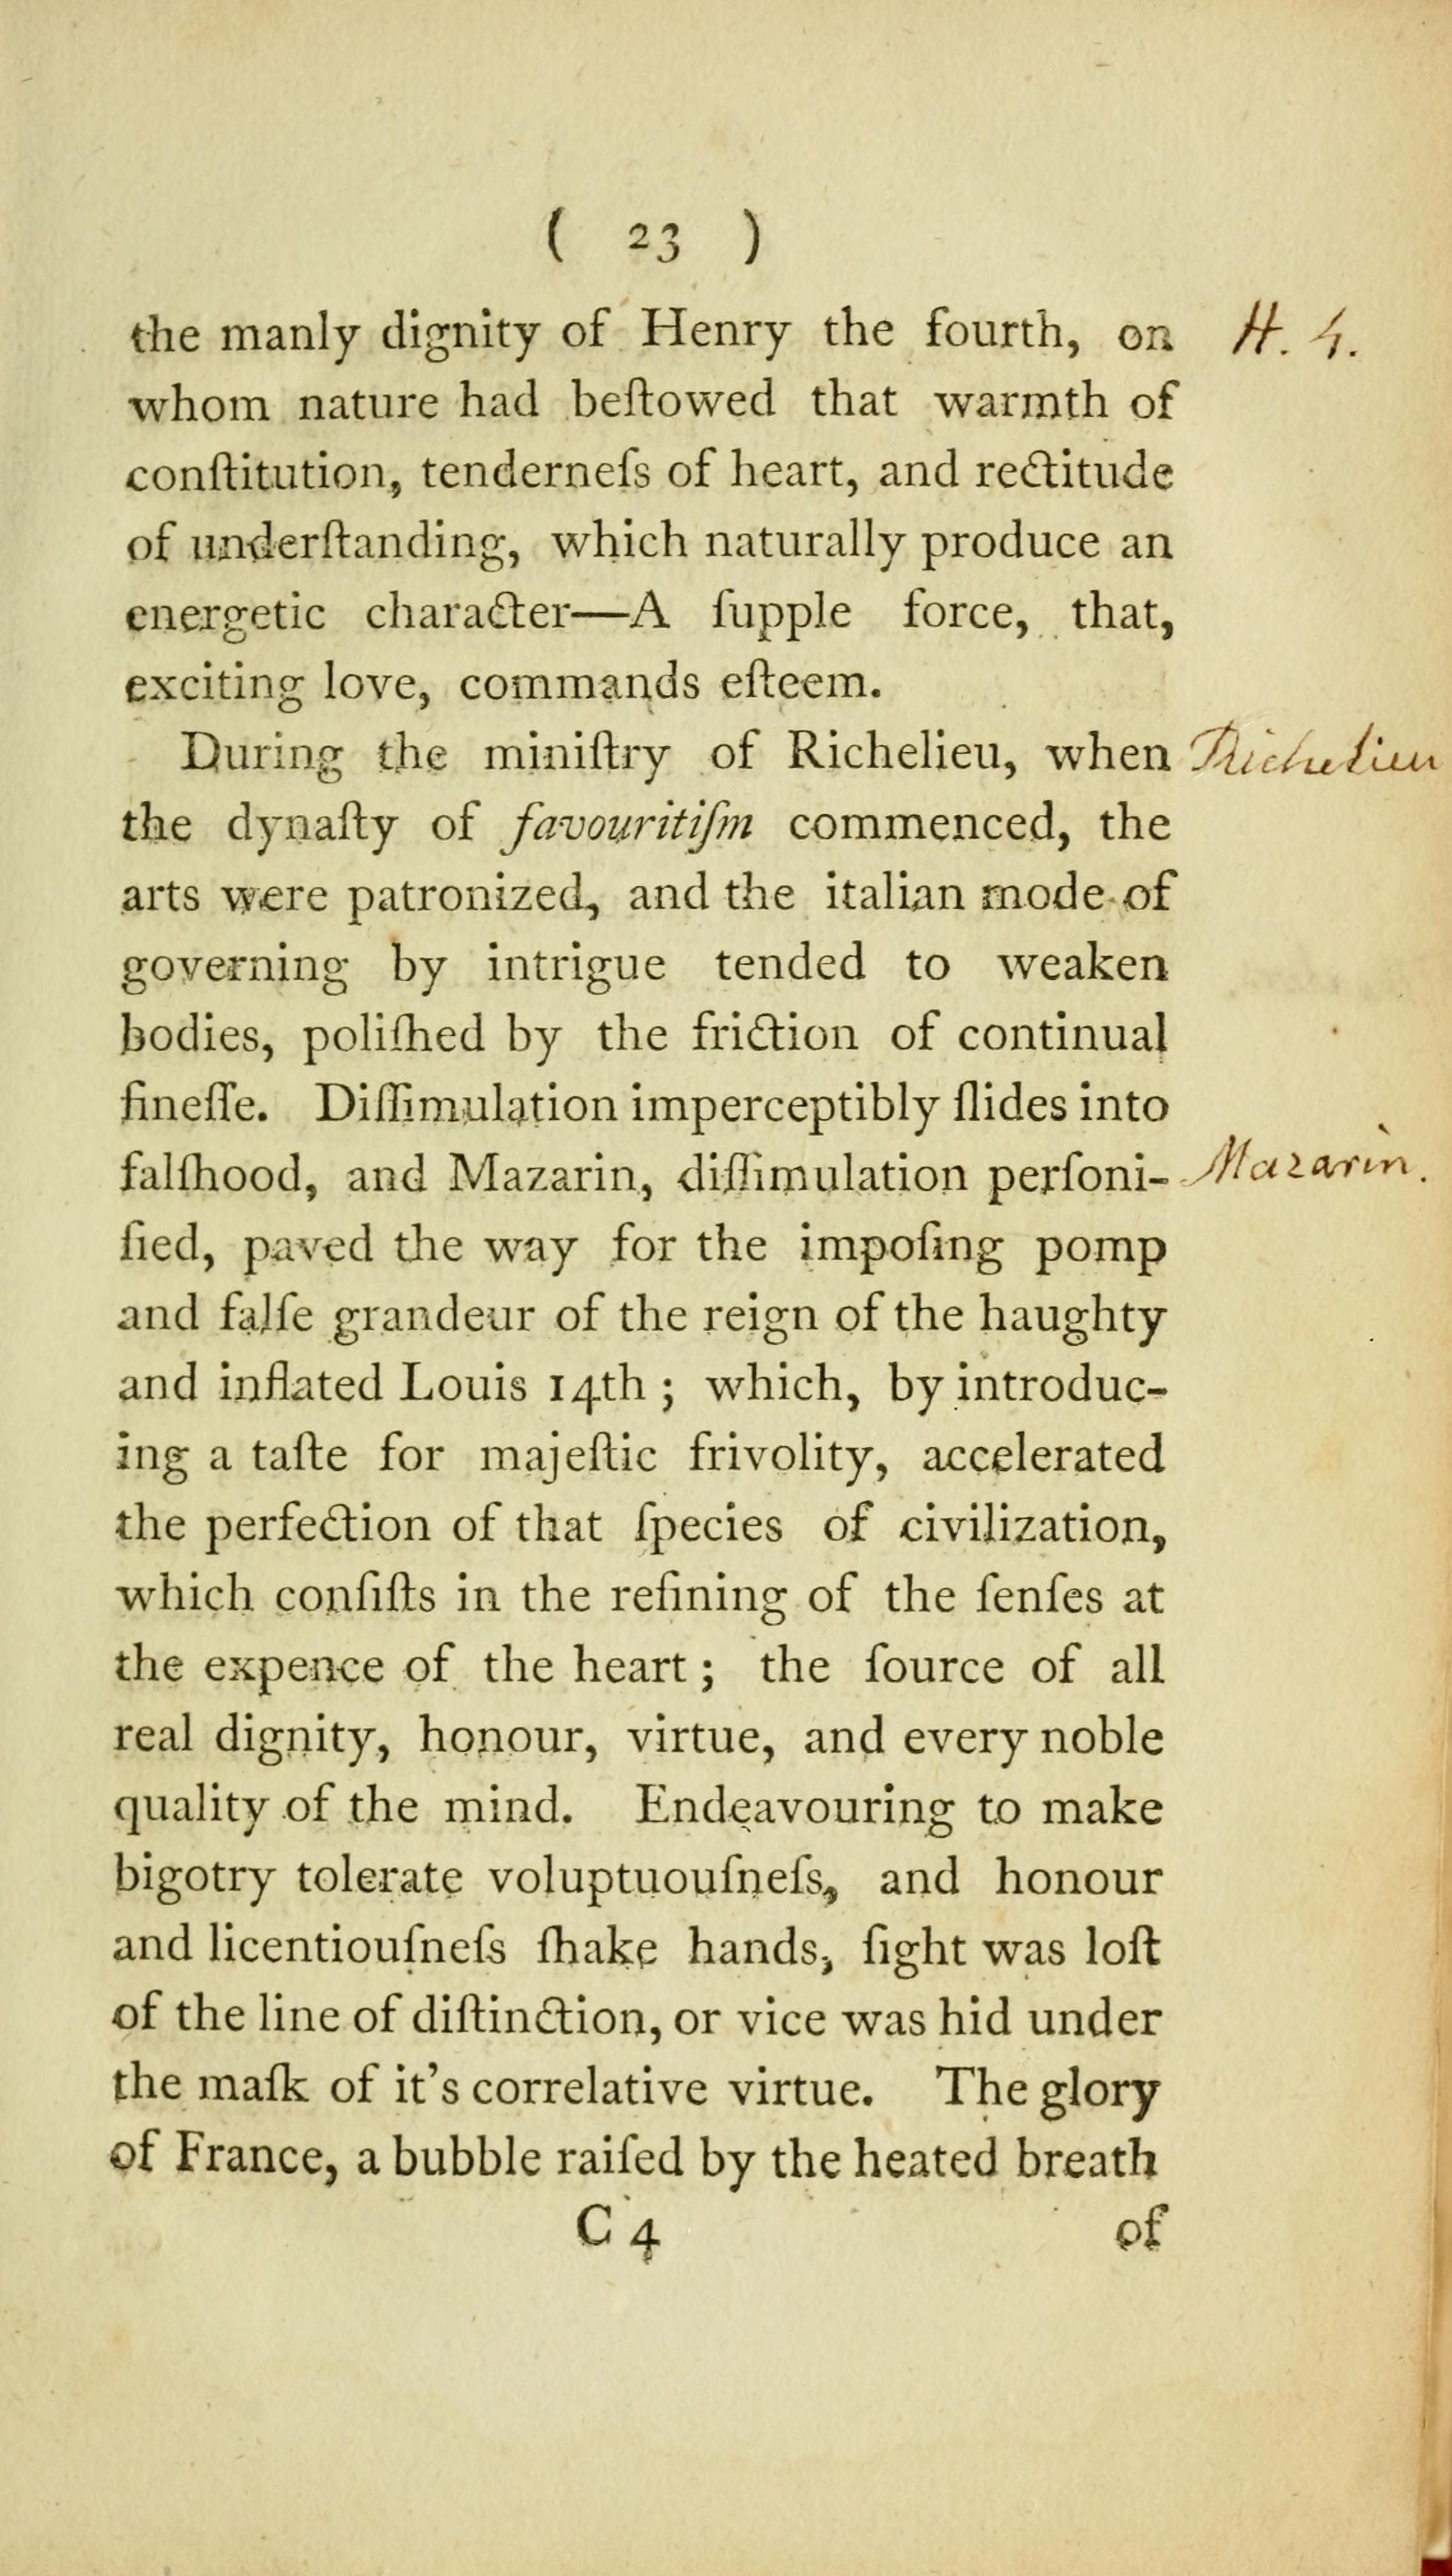 ( 23 )
the manly dignity of Henry the fourth, on
H. 4.
whom nature had beſtowed that warmth of
conſtitution, tenderneſs of heart, and rectitude
of underſtanding, which naturally produce an
energetic character—A ſupple force, that,
exciting love, commands eſteem.
During the miniſtry of Richelieu, when
Richelieu
the dynaſty of favouritiſm commenced, the
arts were patronized, and the italian mode of
governing by intrigue tended to weaken
bodies, poliſhed by the friction of continual
fineſſe. Diſſimulation imperceptibly ſlides into
falſhood, and Mazarin, diſſimulation perſoni-
Mazarin.
fied, paved the way for the impoſing pomp
and falſe grandeur of the reign of the haughty
and inflated Louis 14th ; which, by introduc-
ing a taſte for majeſtic frivolity, accelerated
the perfection of that ſpecies of civilization,
which conſiſts in the refining of the ſenſes at
the expence of the heart ; the ſource of all
real dignity, honour, virtue, and every noble
quality of the mind. Endeavouring to make
bigotry tolerate voluptuouſneſs, and honour
and licentiouſneſs ſhake hands, ſight was loſt
of the line of diſtinction, or vice was hid under
the maſk of it's correlative virtue. The glory
of France, a bubble raiſed by the heated breath
C 4
of